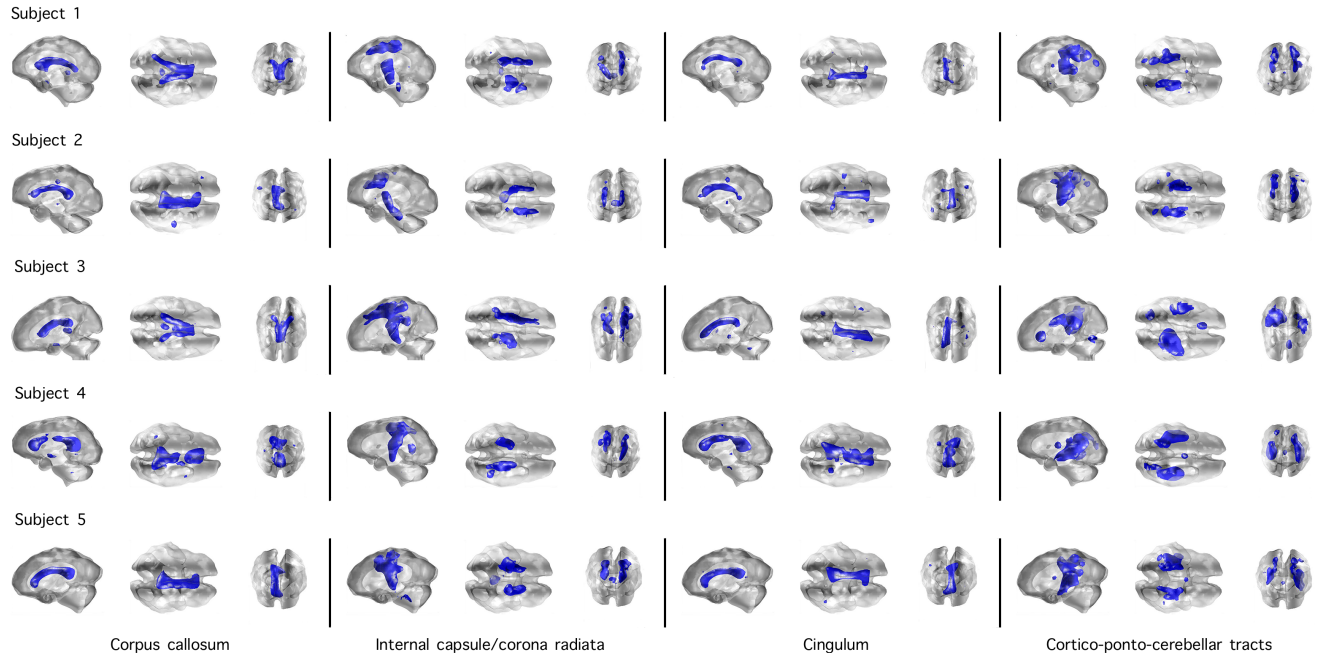 Subject 1
Subject 2
Subject 3
Subject 4
Subject 5
Corpus callosum
Internal capsule/corona radiata
Cingulum
Cortico-ponto-cerebellar tracts